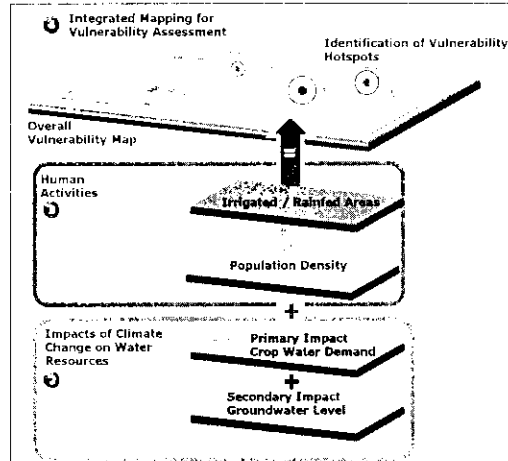 Integrated Mapping for
Vulnerability Assessment
Identification of Vulnerability
Hotspots
Overall
Vulnerability Map
=
Human
Activities
Irrigated / Rainfed Areas
Population Density
+
Impacts of Climate
Change on Water
Resources
Primary Impact
Crop Water Demand
+
Secondary Impact
Groundwater Level